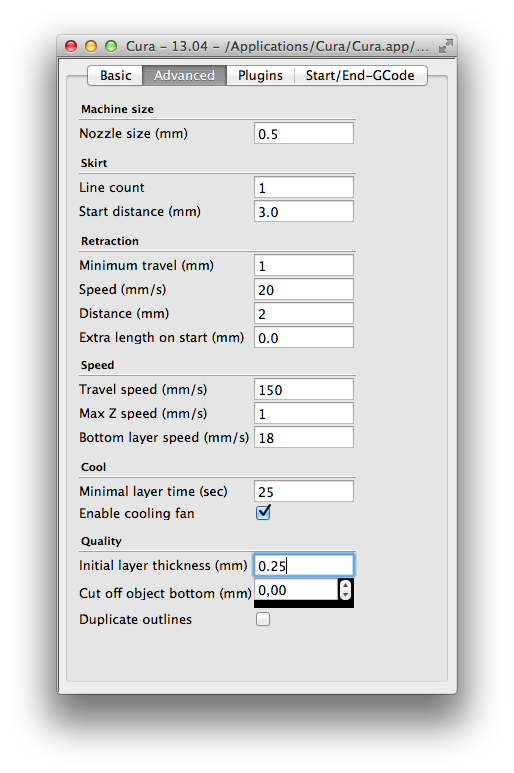 Cura – 13.04 – /Applications/Cura/Cura.app/...
Basic Advanced Plugins Start/End-GCode
Machine size
Nozzle size (mm) 0.5
Skirt
Line count 1
Start distance (mm) 3.0
Retraction
Minimum travel (mm) 1
Speed (mm/s) 20
Distance (mm) 2
Extra length on start (mm) 0.0
Speed
Travel speed (mm/s) 150
Max Z speed (mm/s) 1
Bottom layer speed (mm/s) 18
Cool
Minimal layer time (sec) 25
Enable cooling fan
Quality
Initial layer thickness (mm) 0.25
Cut off object bottom (mm) 0,00
Duplicate outlines